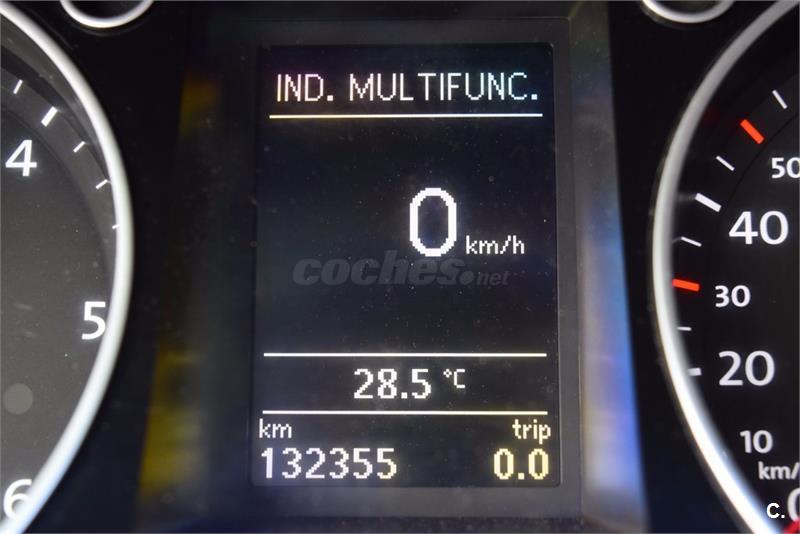 IND. MULTIFUNC.
0 km/h
coches.net
28.5 °C
km trip
132355 0.0
4
5
6
50
40
30
20
10
km/h
0
C.